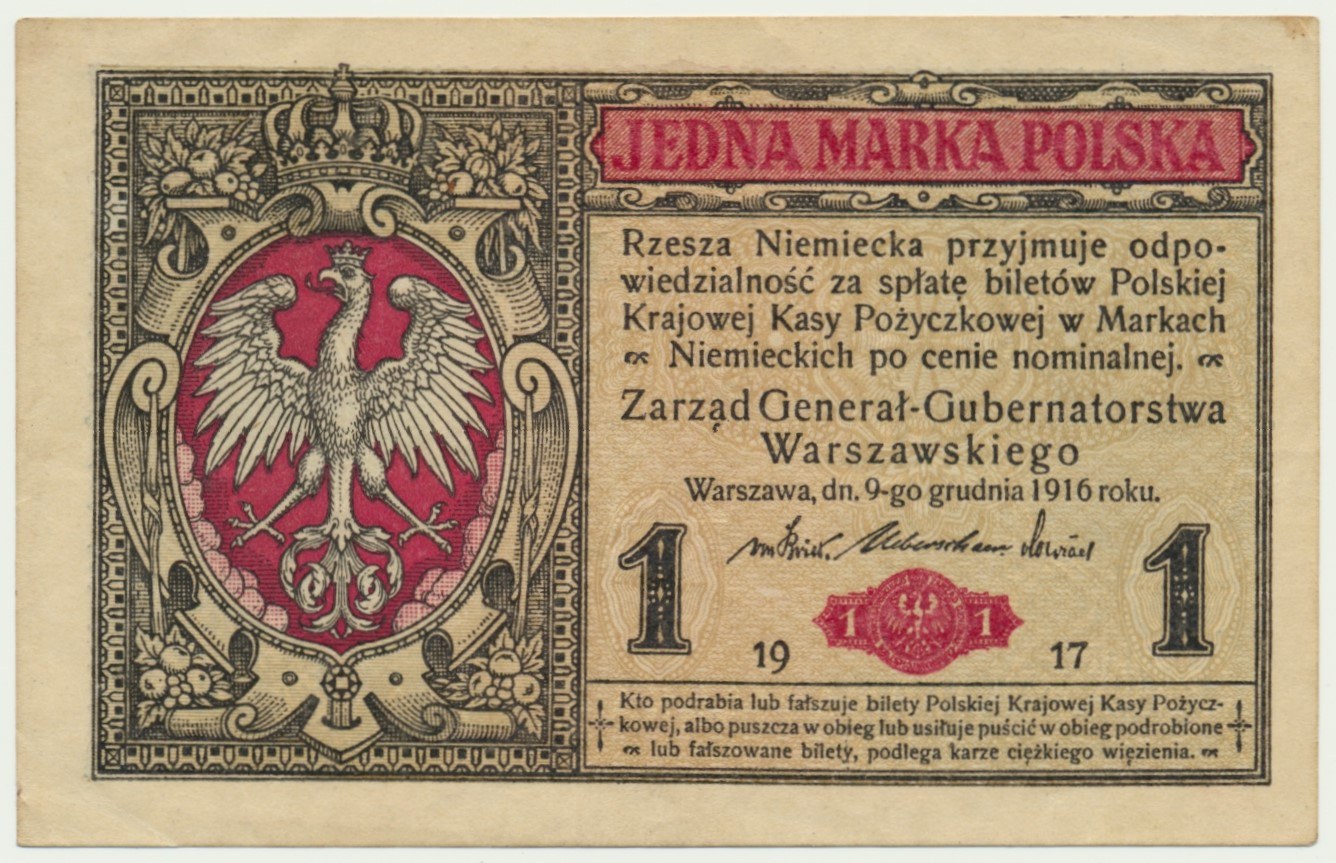 JEDNA MARKA POLSKA
Rzesza Niemiecka przyjmuje odpo-
wiedzialność za spłatę biletów Polskiej
Krajowej Kasy Pożyczkowej w Markach
Niemieckich po cenie nominalnej.
Zarząd Generał-Gubernatorstwa
Warszawskiego
Warszawa, dn. 9-go grudnia 1916 roku.
1 1
1 1
19 17
Kto podrabia lub fałszuje bilety Polskiej Krajowej Kasy Pożycz-
kowej, albo puszcza w obieg lub usiłuje puścić w obieg podrobione
lub fałszowane bilety, podlega karze ciężkiego więzienia.